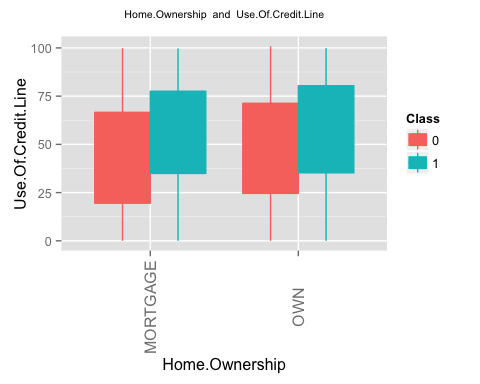 Home.Ownership and Use.Of.Credit.Line
100
75
50
25
0
Use.Of.Credit.Line
MORTGAGE
OWN
Home.Ownership
Class
0
1